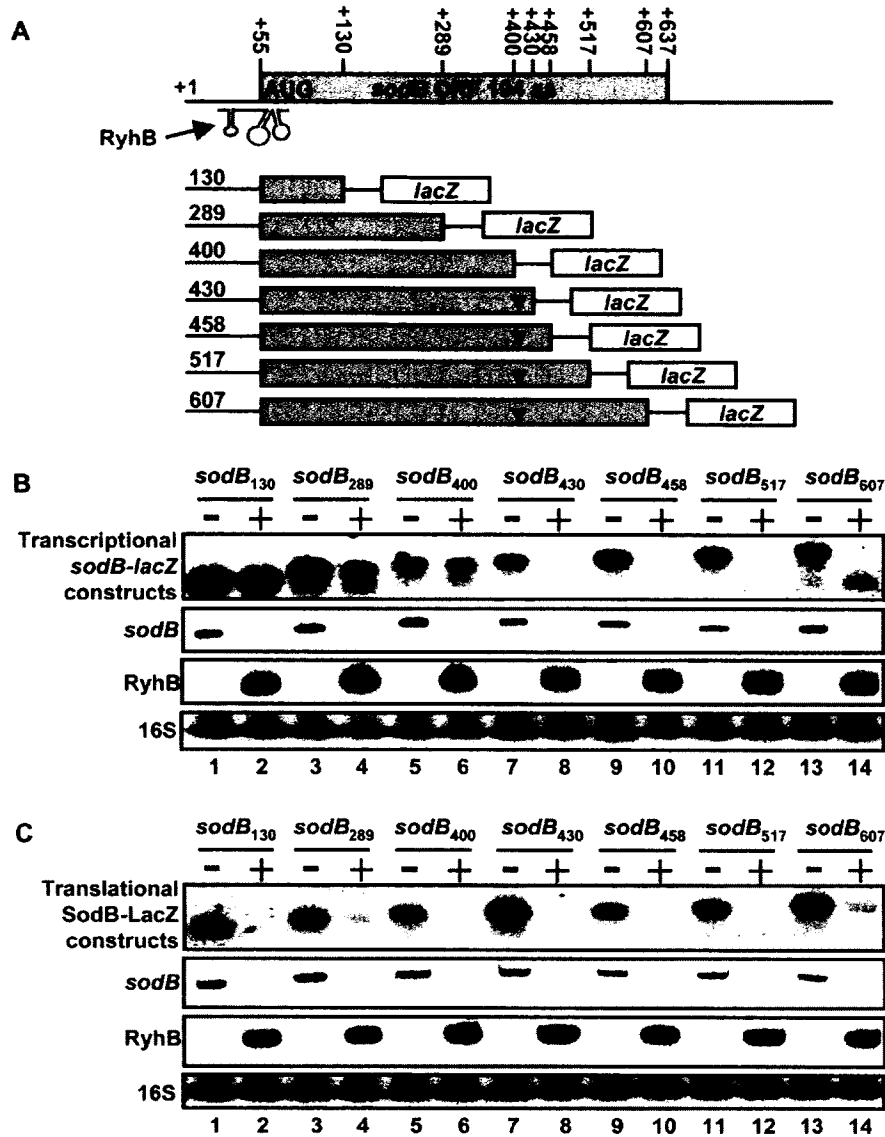 A
+55
+130
+289
+400
+430
+458
+517
+607
+637
+1
AUG sodB ORF 194 aa
RyhB
130
lacZ
289
lacZ
400
lacZ
430
lacZ
458
lacZ
517
lacZ
607
lacZ
B
sodB130 sodB289 sodB400 sodB430 sodB458 sodB517 sodB607
- + - + - + - + - + - + - +
Transcriptional
sodB-lacZ
constructs
sodB
RyhB
16S
1 2 3 4 5 6 7 8 9 10 11 12 13 14
C
sodB130 sodB289 sodB400 sodB430 sodB458 sodB517 sodB607
- + - + - + - + - + - + - +
Translational
SodB-LacZ
constructs
sodB
RyhB
16S
1 2 3 4 5 6 7 8 9 10 11 12 13 14